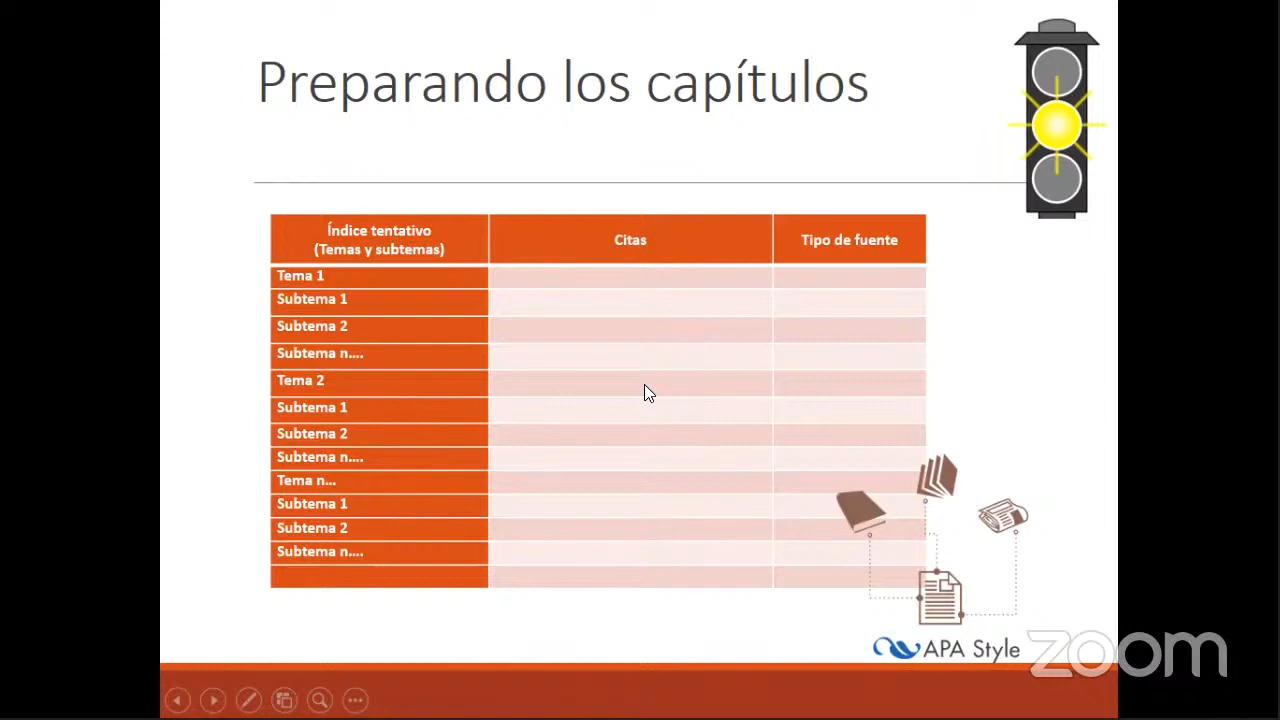 Preparando los capítulos
Índice tentativo
(Temas y subtemas)
Citas
Tipo de fuente
Tema 1
Subtema 1
Subtema 2
Subtema n....
Tema 2
Subtema 1
Subtema 2
Subtema n....
Tema n...
Subtema 1
Subtema 2
Subtema n....
APA Style
zoom